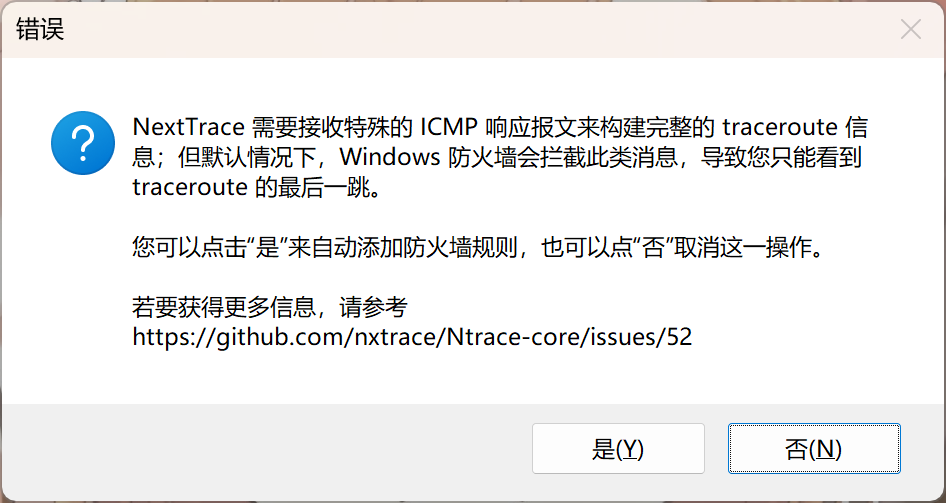 错误
NextTrace 需要接收特殊的 ICMP 响应报文来构建完整的 traceroute 信
息；但默认情况下，Windows 防火墙会拦截此类消息，导致您只能看到
traceroute 的最后一跳。
您可以点击“是”来自动添加防火墙规则，也可以点“否”取消这一操作。
若要获得更多信息，请参考
https://github.com/nxtrace/Ntrace-core/issues/52
是(Y)
否(N)